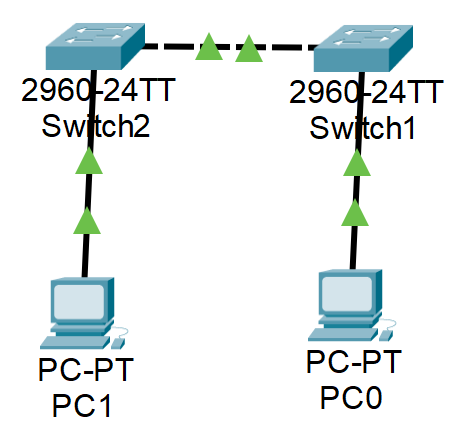 2960-24TT
Switch2
2960-24TT
Switch1
PC-PT
PC1
PC-PT
PC0